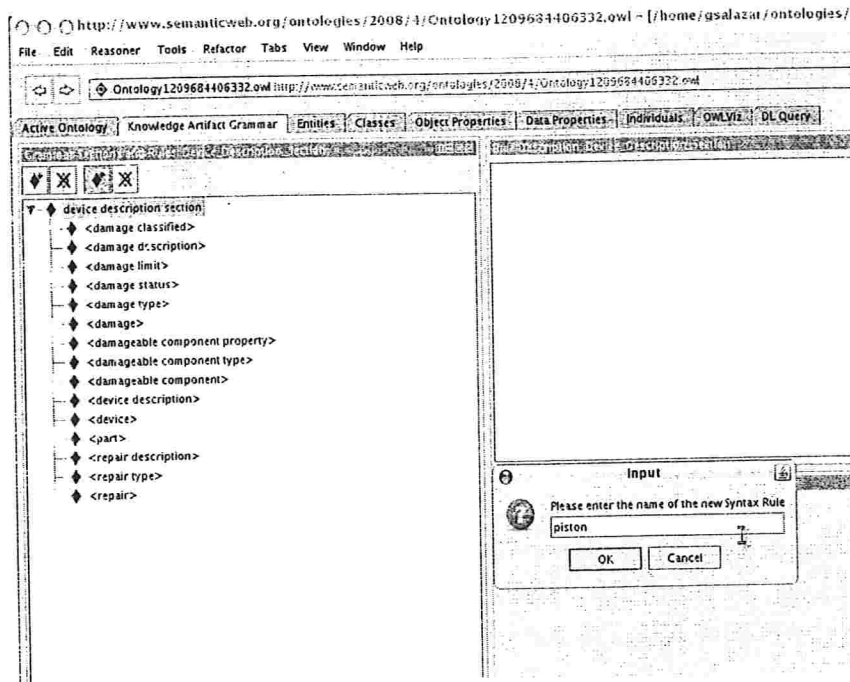 http://www.semanticweb.org/ontologies/2008/4/Ontology1209684406332.owl - [/home/gsalazar/ontologies/
File Edit Reasoner Tools Refactor Tabs View Window Help
Ontology1209684406332.owl http://www.semanticweb.org/ontologies/2008/4/Ontology1209684406332.owl
Active Ontology Knowledge Artifact Grammar Entities Classes Object Properties Data Properties Individuals OWLViz DL Query
device description section
<damage classified>
<damage description>
<damage limit>
<damage status>
<damage type>
<damage>
<damageable component property>
<damageable component type>
<damageable component>
<device description>
<device>
<part>
<repair description>
<repair type>
<repair>
Input
Please enter the name of the new Syntax Rule
piston
OK Cancel